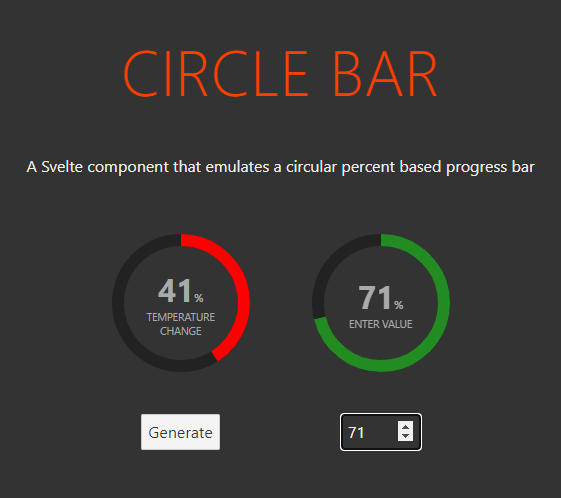 CIRCLE BAR
A Svelte component that emulates a circular percent based progress bar
41%
TEMPERATURE
CHANGE
71%
ENTER VALUE
Generate
71